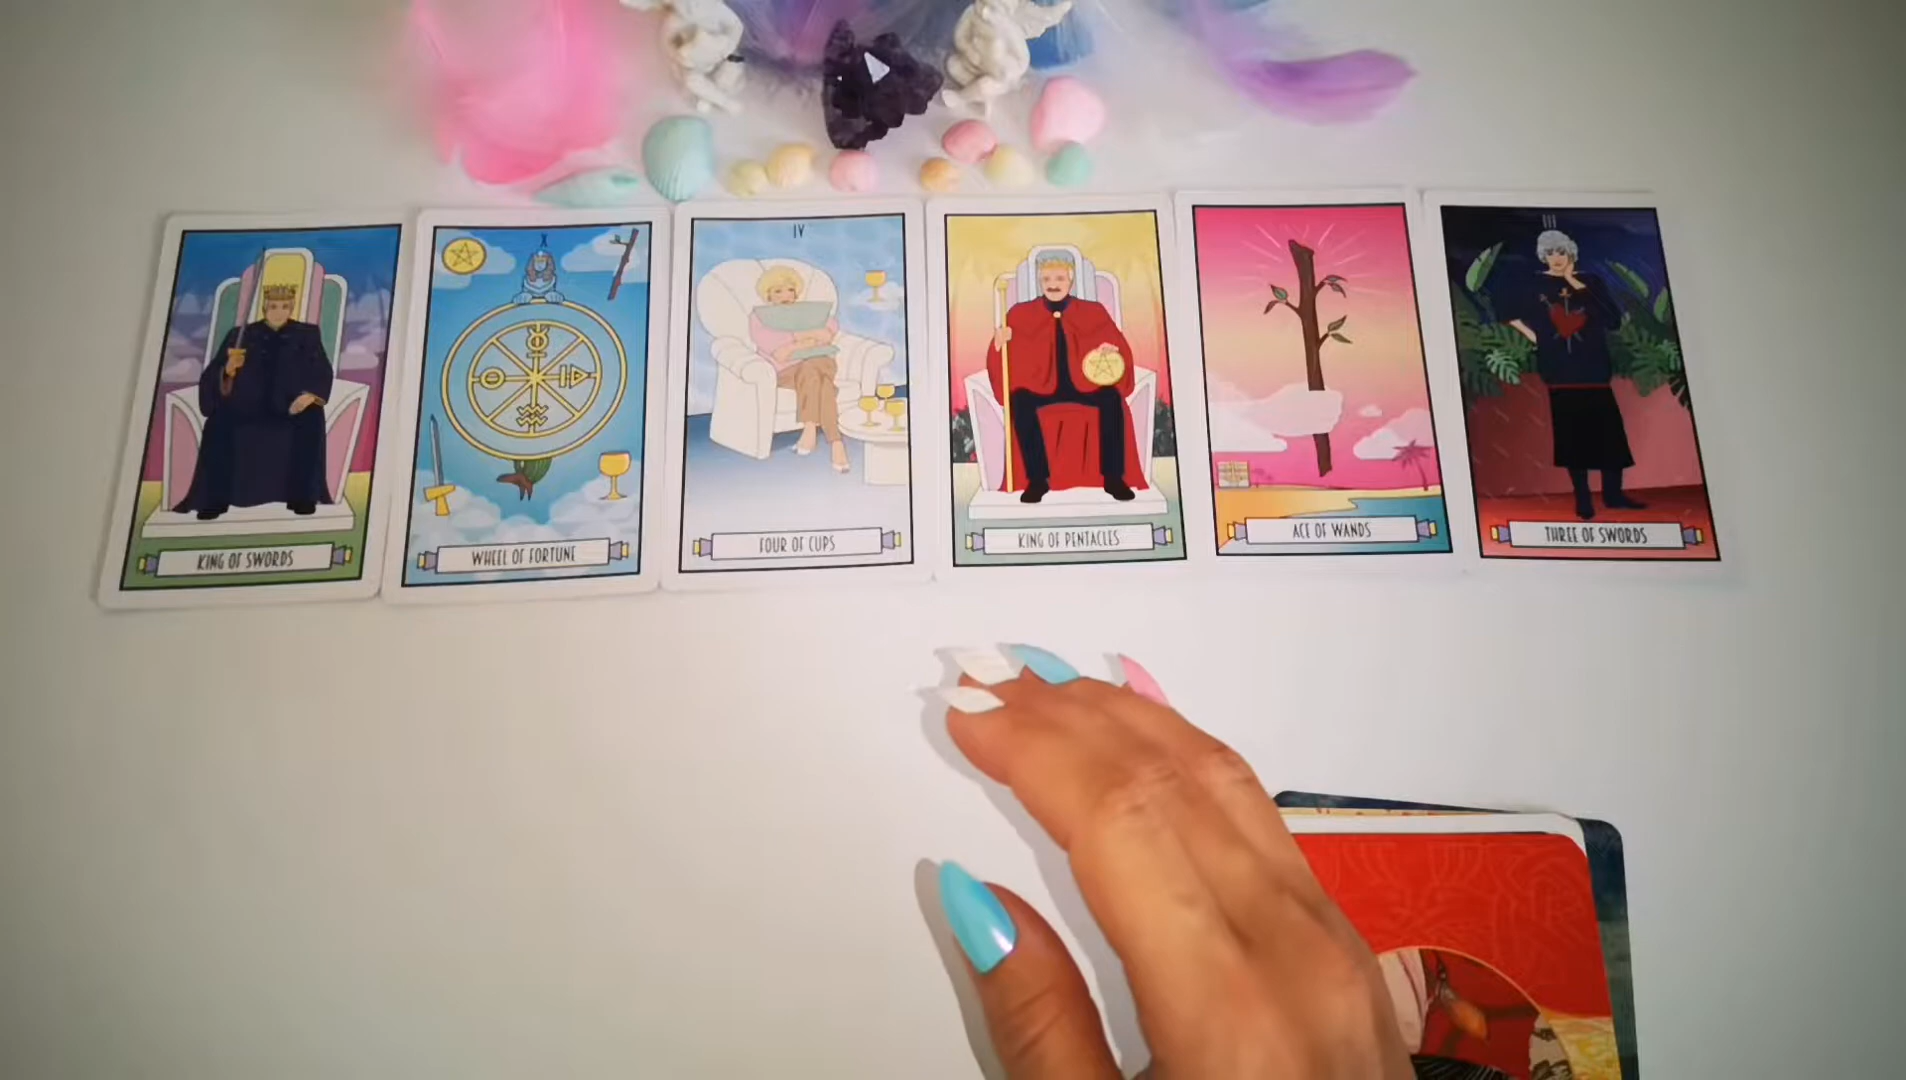 KING OF SWORDS
X
WHEEL OF FORTUNE
IV
FOUR OF CUPS
KING OF PENTACLES
ACE OF WANDS
III
THREE OF SWORDS